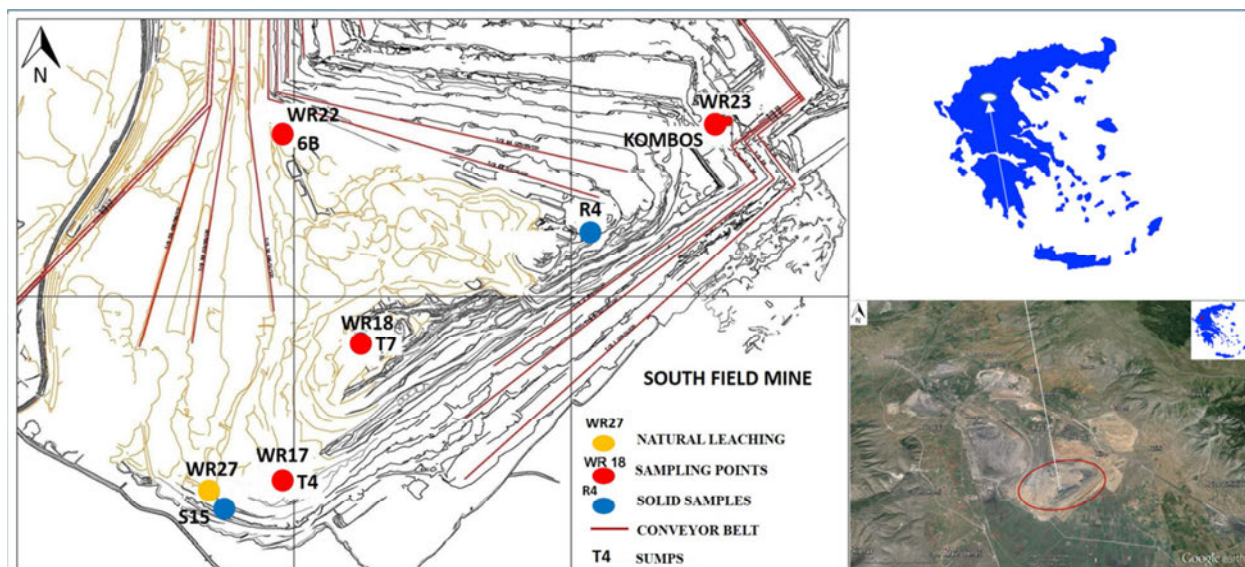 N
WR22
6B
WR23
KOMBOS
R4
WR18
T7
WR17
T4
WR27
S15
SOUTH FIELD MINE
WR27
NATURAL LEACHING
WR 18
SAMPLING POINTS
R4
SOLID SAMPLES
CONVEYOR BELT
T4 SUMPS
N
Google earth